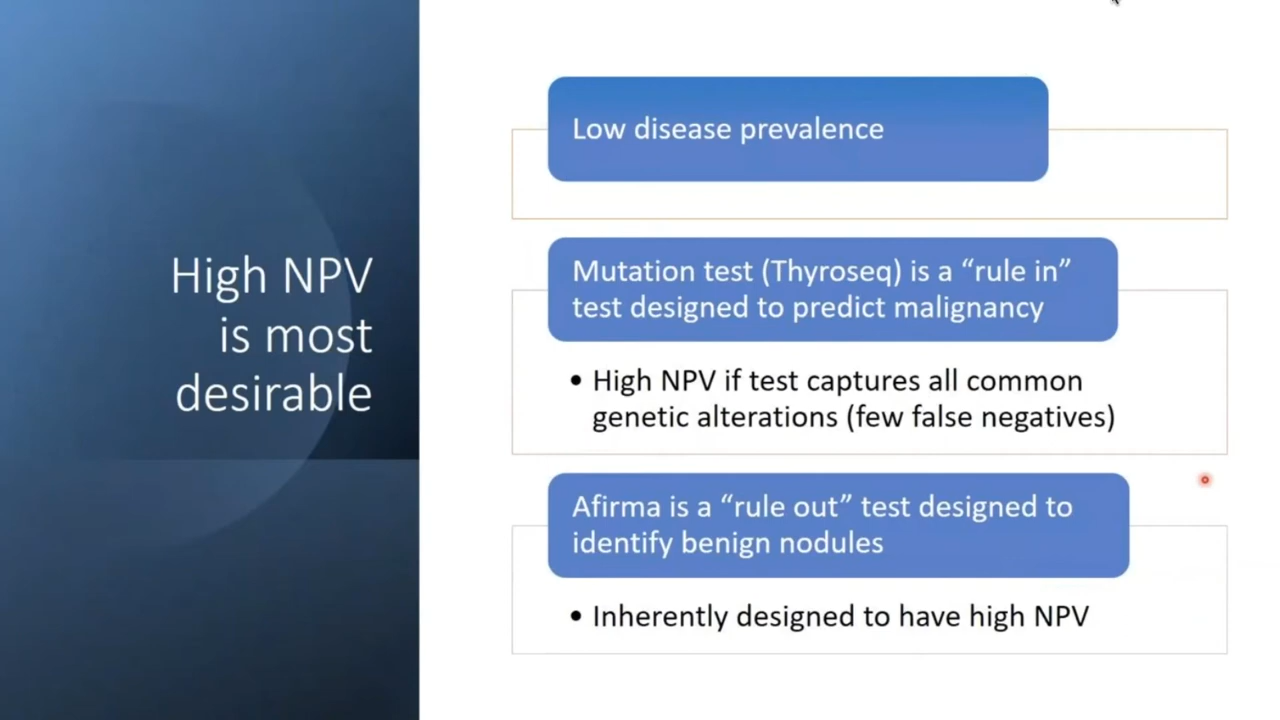 High NPV
is most
desirable
Low disease prevalence
Mutation test (Thyroseq) is a “rule in”
test designed to predict malignancy
• High NPV if test captures all common
genetic alterations (few false negatives)
Afirma is a “rule out” test designed to
identify benign nodules
• Inherently designed to have high NPV